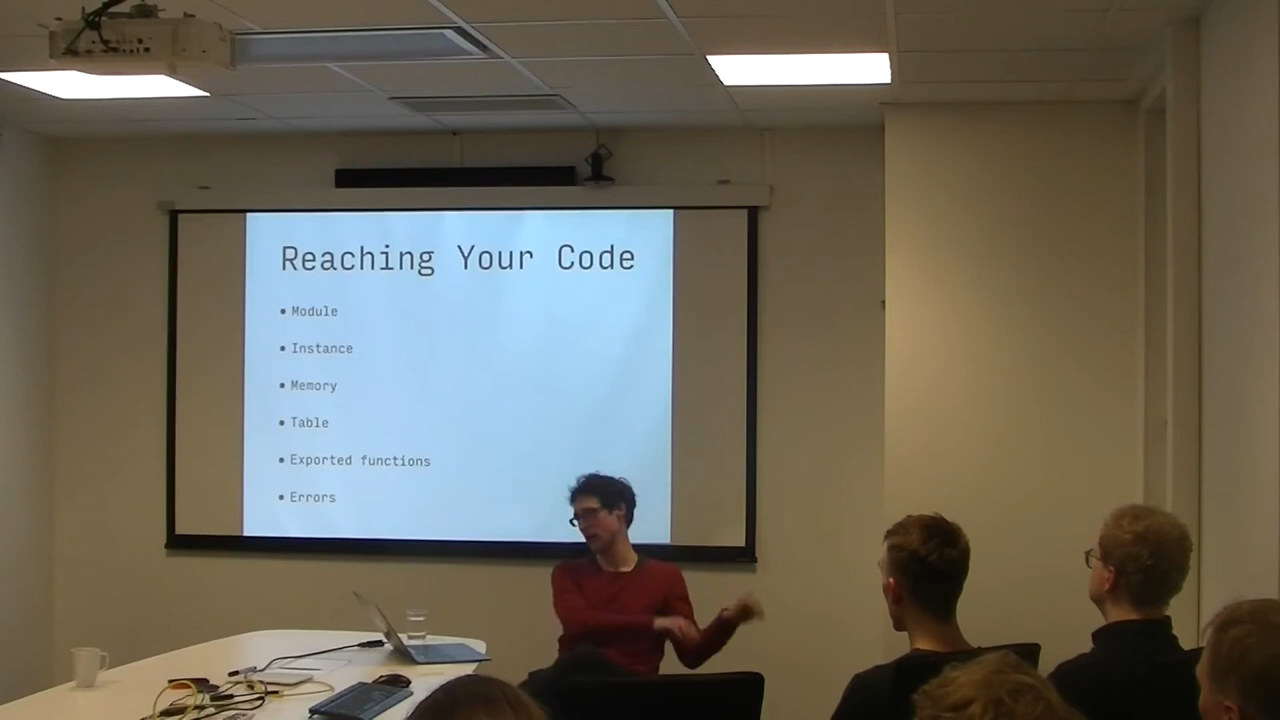 Reaching Your Code
• Module
• Instance
• Memory
• Table
• Exported functions
• Errors